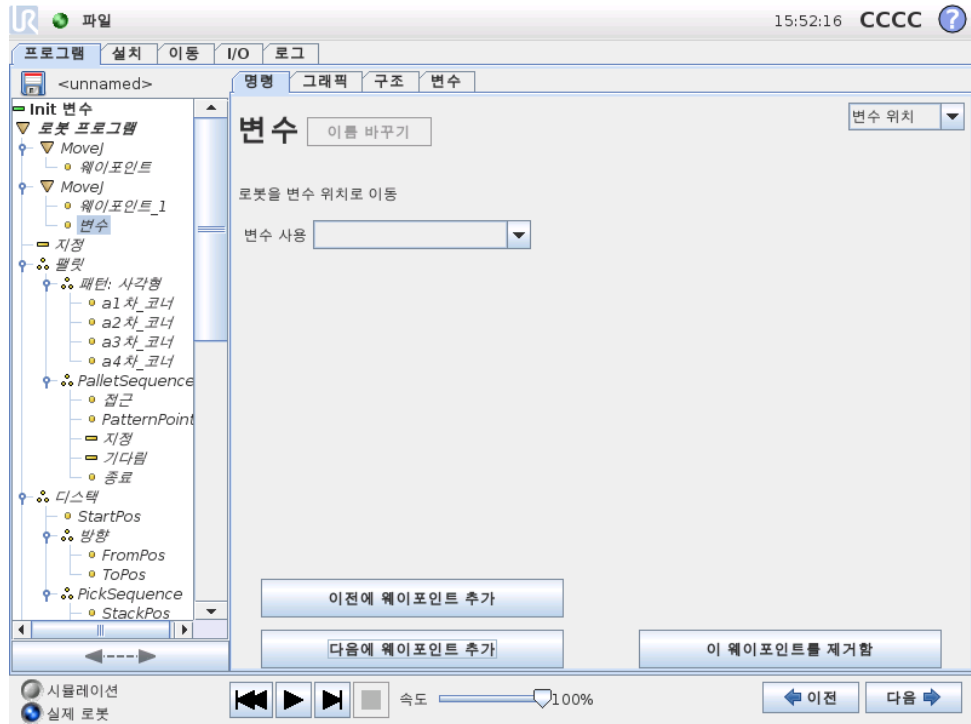 UR 파일 15:52:16 CCCC ?
프로그램 설치 이동 I/O 로그
<unnamed>
명령 그래픽 구조 변수
Init 변수
로봇 프로그램
MoveJ
웨이포인트
MoveJ
웨이포인트_1
변수
지정
팰릿
패턴: 사각형
a1차_코너
a2차_코너
a3차_코너
a4차_코너
PalletSequence
접근
PatternPoint
지정
기다림
종료
디스택
StartPos
방향
FromPos
ToPos
PickSequence
StackPos
변수 이름 바꾸기 변수 위치
로봇을 변수 위치로 이동
변수 사용
이전에 웨이포인트 추가
다음에 웨이포인트 추가 이 웨이포인트를 제거함
시뮬레이션
실제 로봇
속도 100% 이전 다음